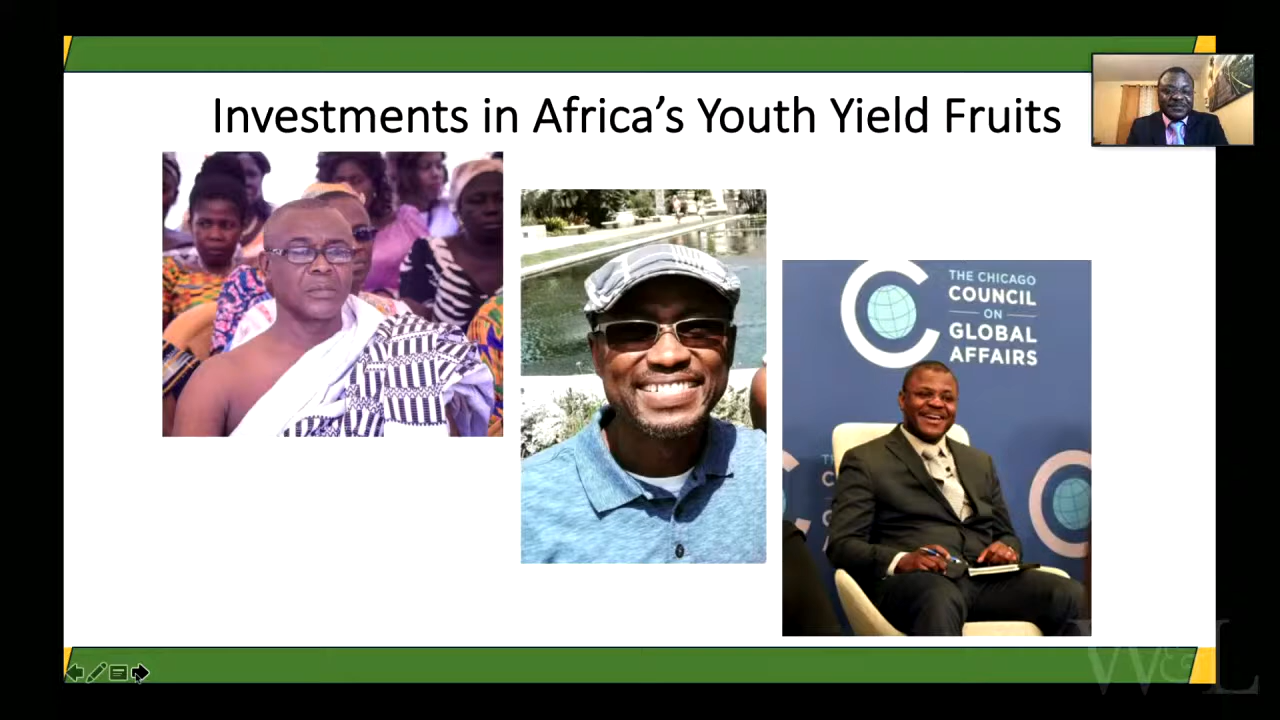 Investments in Africa's Youth Yield Fruits
THE CHICAGO
COUNCIL
ON
GLOBAL
AFFAIRS
W&L